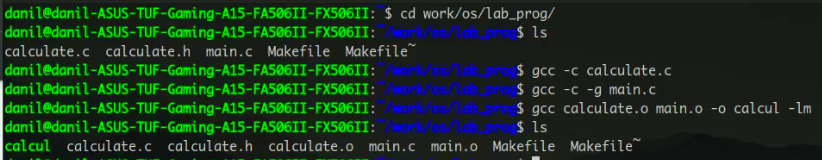 danil@danil-ASUS-TUF-Gaming-A15-FA506II-FX506II:~$ cd work/os/lab_prog/
danil@danil-ASUS-TUF-Gaming-A15-FA506II-FX506II:~/work/os/lab_prog$ ls
calculate.c calculate.h main.c Makefile Makefile~
danil@danil-ASUS-TUF-Gaming-A15-FA506II-FX506II:~/work/os/lab_prog$ gcc -c calculate.c
danil@danil-ASUS-TUF-Gaming-A15-FA506II-FX506II:~/work/os/lab_prog$ gcc -c -g main.c
danil@danil-ASUS-TUF-Gaming-A15-FA506II-FX506II:~/work/os/lab_prog$ gcc calculate.o main.o -o calcul -lm
danil@danil-ASUS-TUF-Gaming-A15-FA506II-FX506II:~/work/os/lab_prog$ ls
calcul calculate.c calculate.h calculate.o main.c main.o Makefile Makefile~